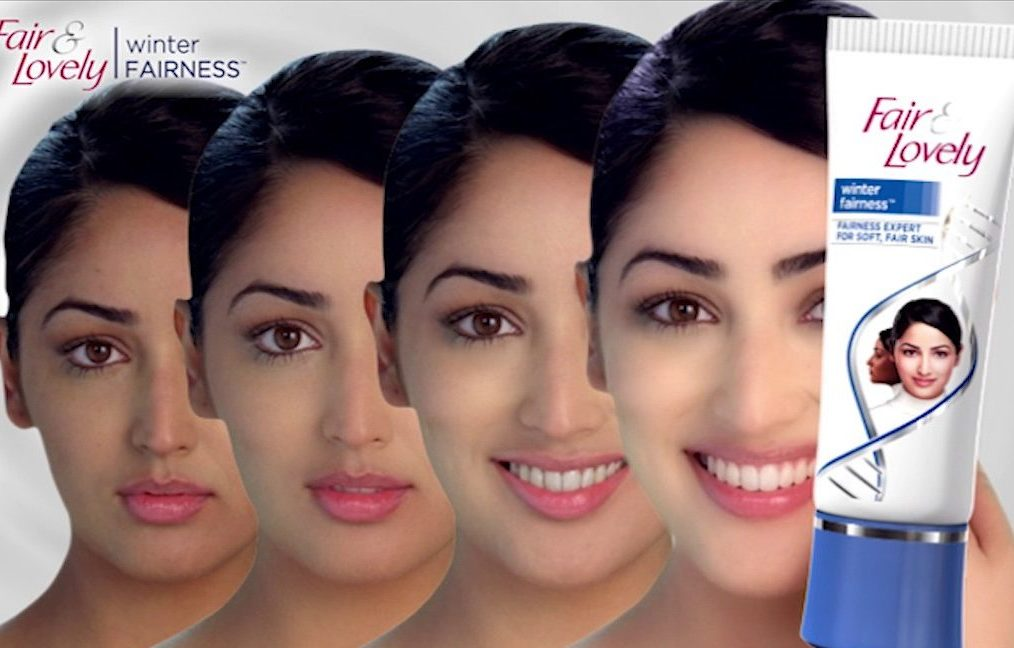 Fair &
Lovely
winter
FAIRNESS™
Fair &
Lovely
winter
fairness™
FAIRNESS EXPERT
FOR SOFT, FAIR SKIN